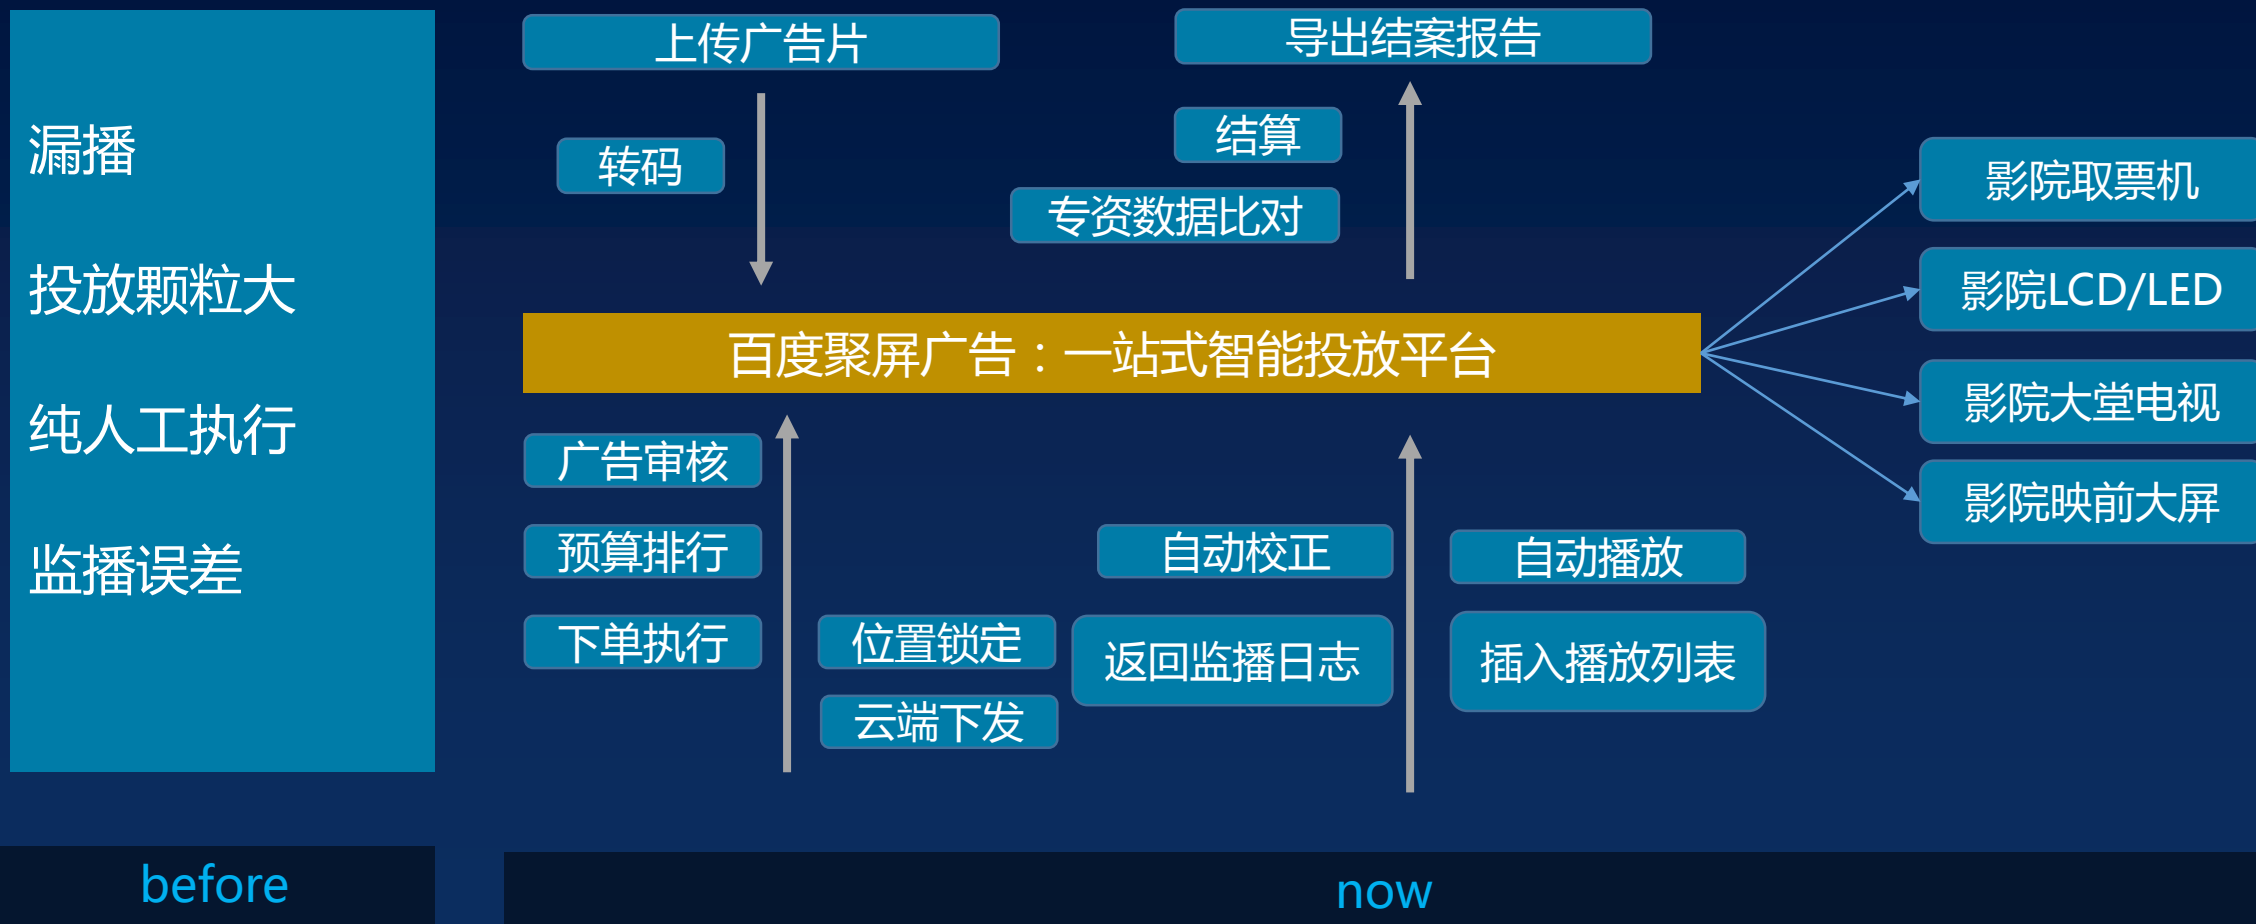 漏播
投放颗粒大
纯人工执行
监播误差
before
上传广告片
导出结案报告
转码
结算
专资数据比对
百度聚屏广告：一站式智能投放平台
广告审核
预算排行
下单执行
位置锁定
云端下发
自动校正
返回监播日志
自动播放
插入播放列表
影院取票机
影院LCD/LED
影院大堂电视
影院映前大屏
now